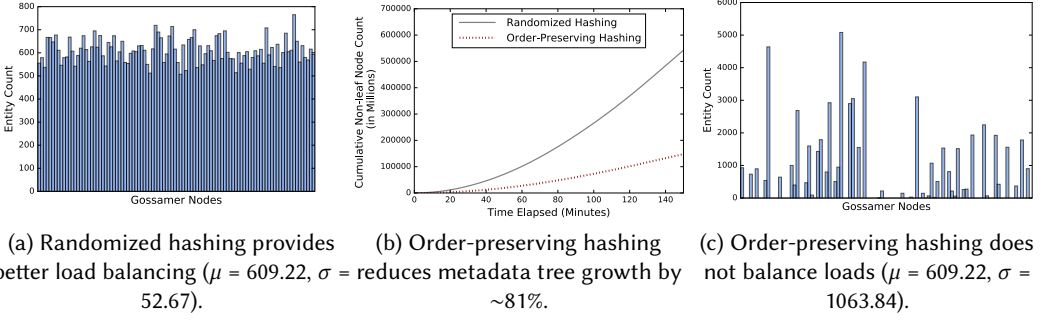 800
700
600
500
400
300
200
100
0
Entity Count
Gossamer Nodes
700000
600000
500000
400000
300000
200000
100000
0
Cumulative Non-leaf Node Count
(in Millions)
Randomized Hashing
Order-Preserving Hashing
0 20 40 60 80 100 120 140
Time Elapsed (Minutes)
6000
5000
4000
3000
2000
1000
0
Entity Count
Gossamer Nodes
(a) Randomized hashing provides
better load balancing (μ = 609.22, σ =
52.67).
(b) Order-preserving hashing
reduces metadata tree growth by
~81%.
(c) Order-preserving hashing does
not balance loads (μ = 609.22, σ =
1063.84).